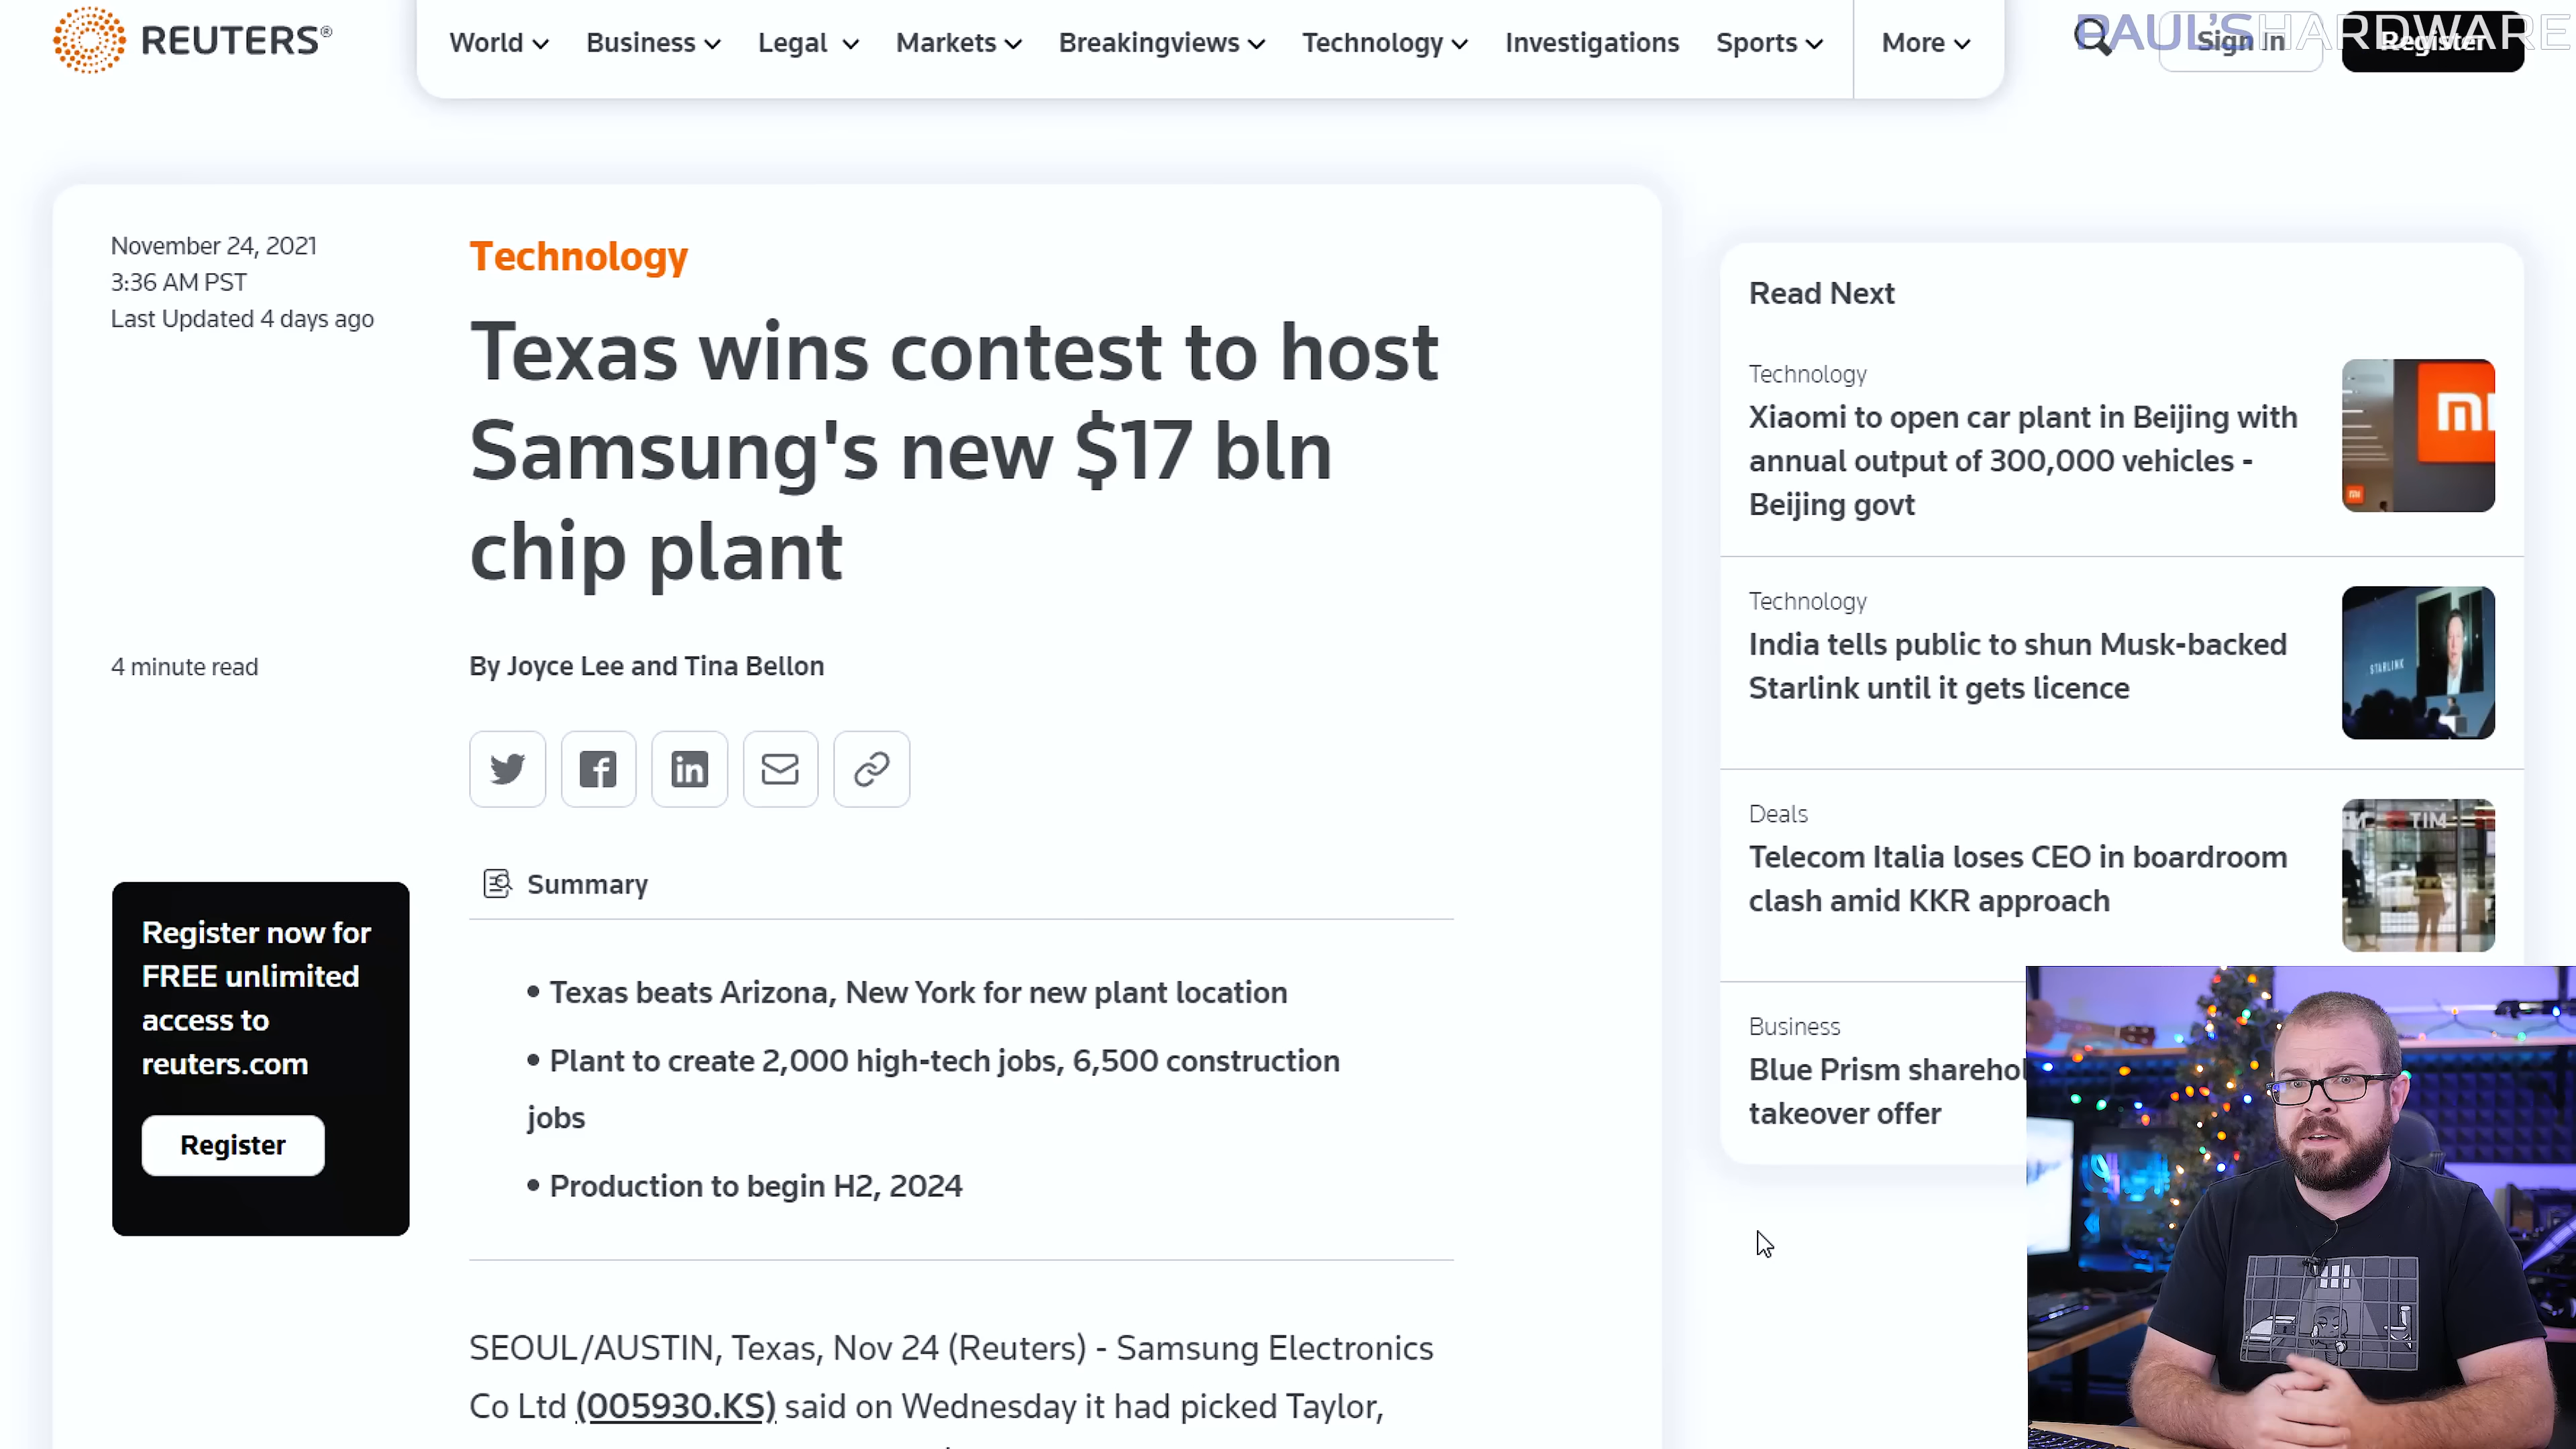 REUTERS®
World
Business
Legal
Markets
Breakingviews
Technology
Investigations
Sports
More
Sign In
Register
PAUL'S HARDWARE
November 24, 2021
3:36 AM PST
Last Updated 4 days ago
Technology
Texas wins contest to host
Samsung's new $17 bln
chip plant
4 minute read
By Joyce Lee and Tina Bellon
Summary
• Texas beats Arizona, New York for new plant location
• Plant to create 2,000 high-tech jobs, 6,500 construction
jobs
• Production to begin H2, 2024
SEOUL/AUSTIN, Texas, Nov 24 (Reuters) - Samsung Electronics
Co Ltd (005930.KS) said on Wednesday it had picked Taylor,
Register now for
FREE unlimited
access to
reuters.com
Register
Read Next
Technology
Xiaomi to open car plant in Beijing with
annual output of 300,000 vehicles -
Beijing govt
Technology
India tells public to shun Musk-backed
Starlink until it gets licence
STARLINK
Deals
Telecom Italia loses CEO in boardroom
clash amid KKR approach
TIM
Business
Blue Prism
takeover offer